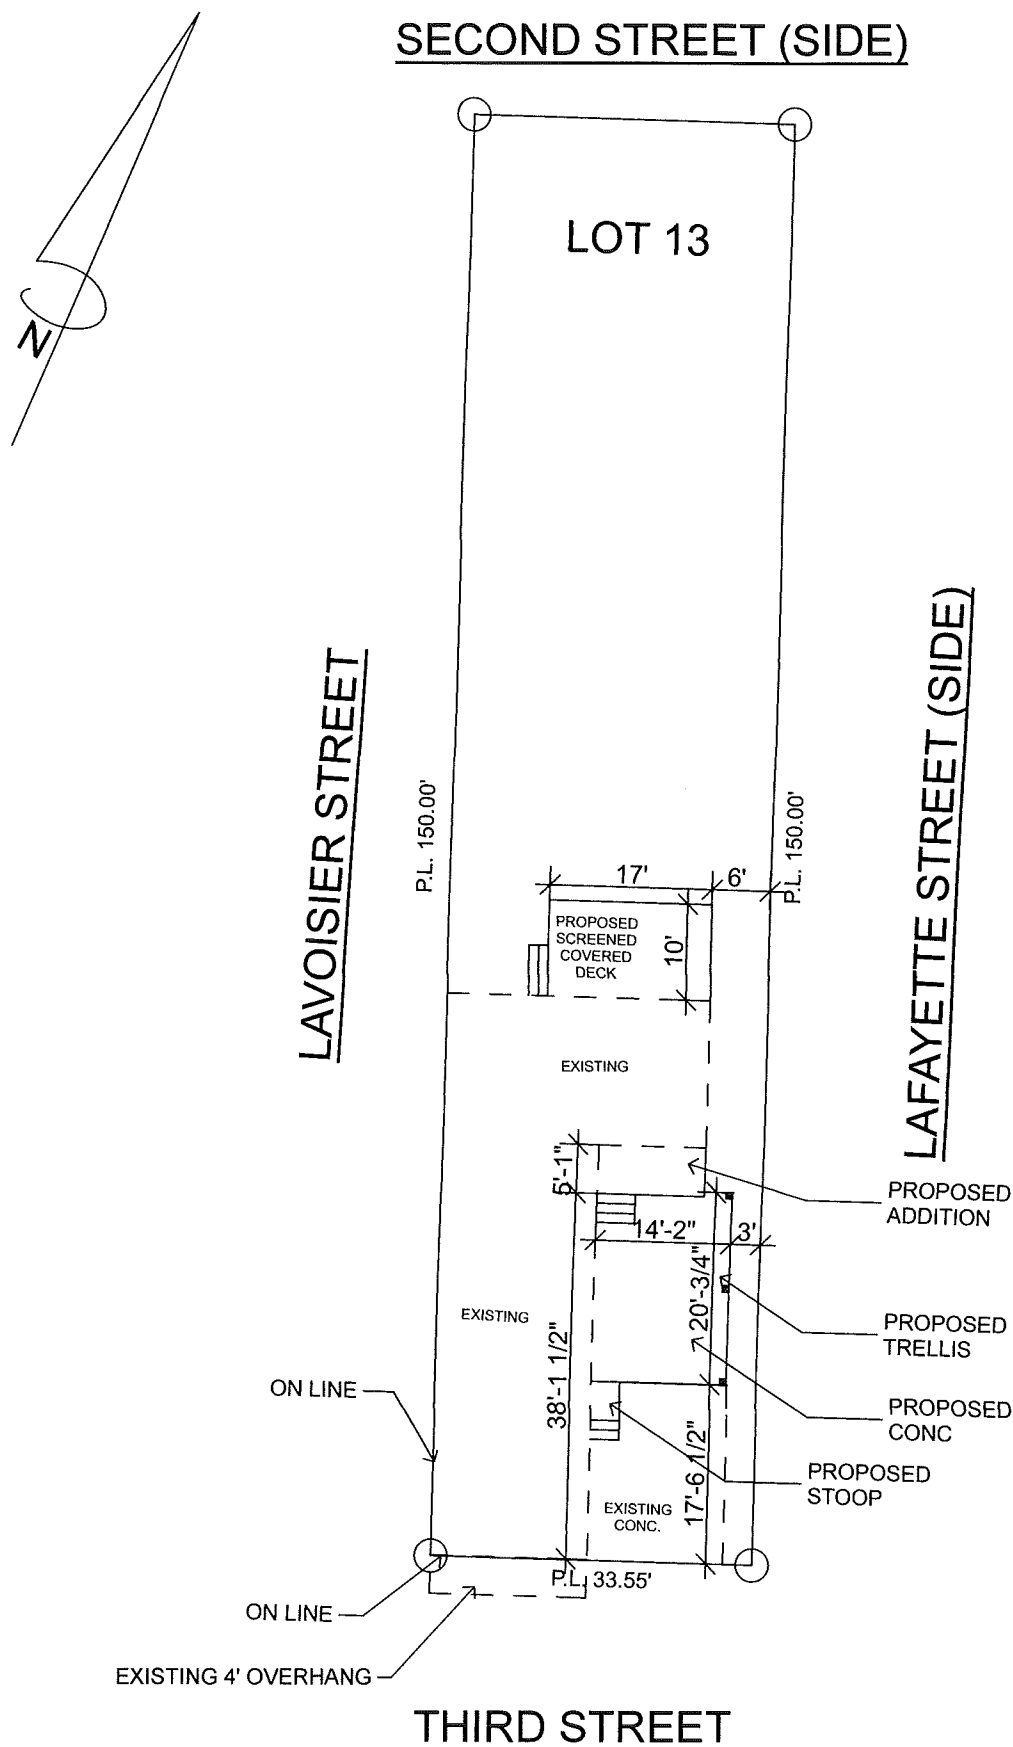 SECOND STREET (SIDE)
N
LOT 13
LAVOISIER STREET
P.L. 150.00'
P.L. 150.00'
LAFAYETTE STREET (SIDE)
17'
6'
PROPOSED
SCREENED
COVERED
DECK
10'
EXISTING
5'-1"
PROPOSED
ADDITION
14'-2"
3'
20'-3/4"
EXISTING
PROPOSED
TRELLIS
38'-1 1/2"
ON LINE
PROPOSED
CONC
17'-6 1/2"
PROPOSED
STOOP
EXISTING
CONC.
P.L. 33.55'
ON LINE
EXISTING 4' OVERHANG
THIRD STREET